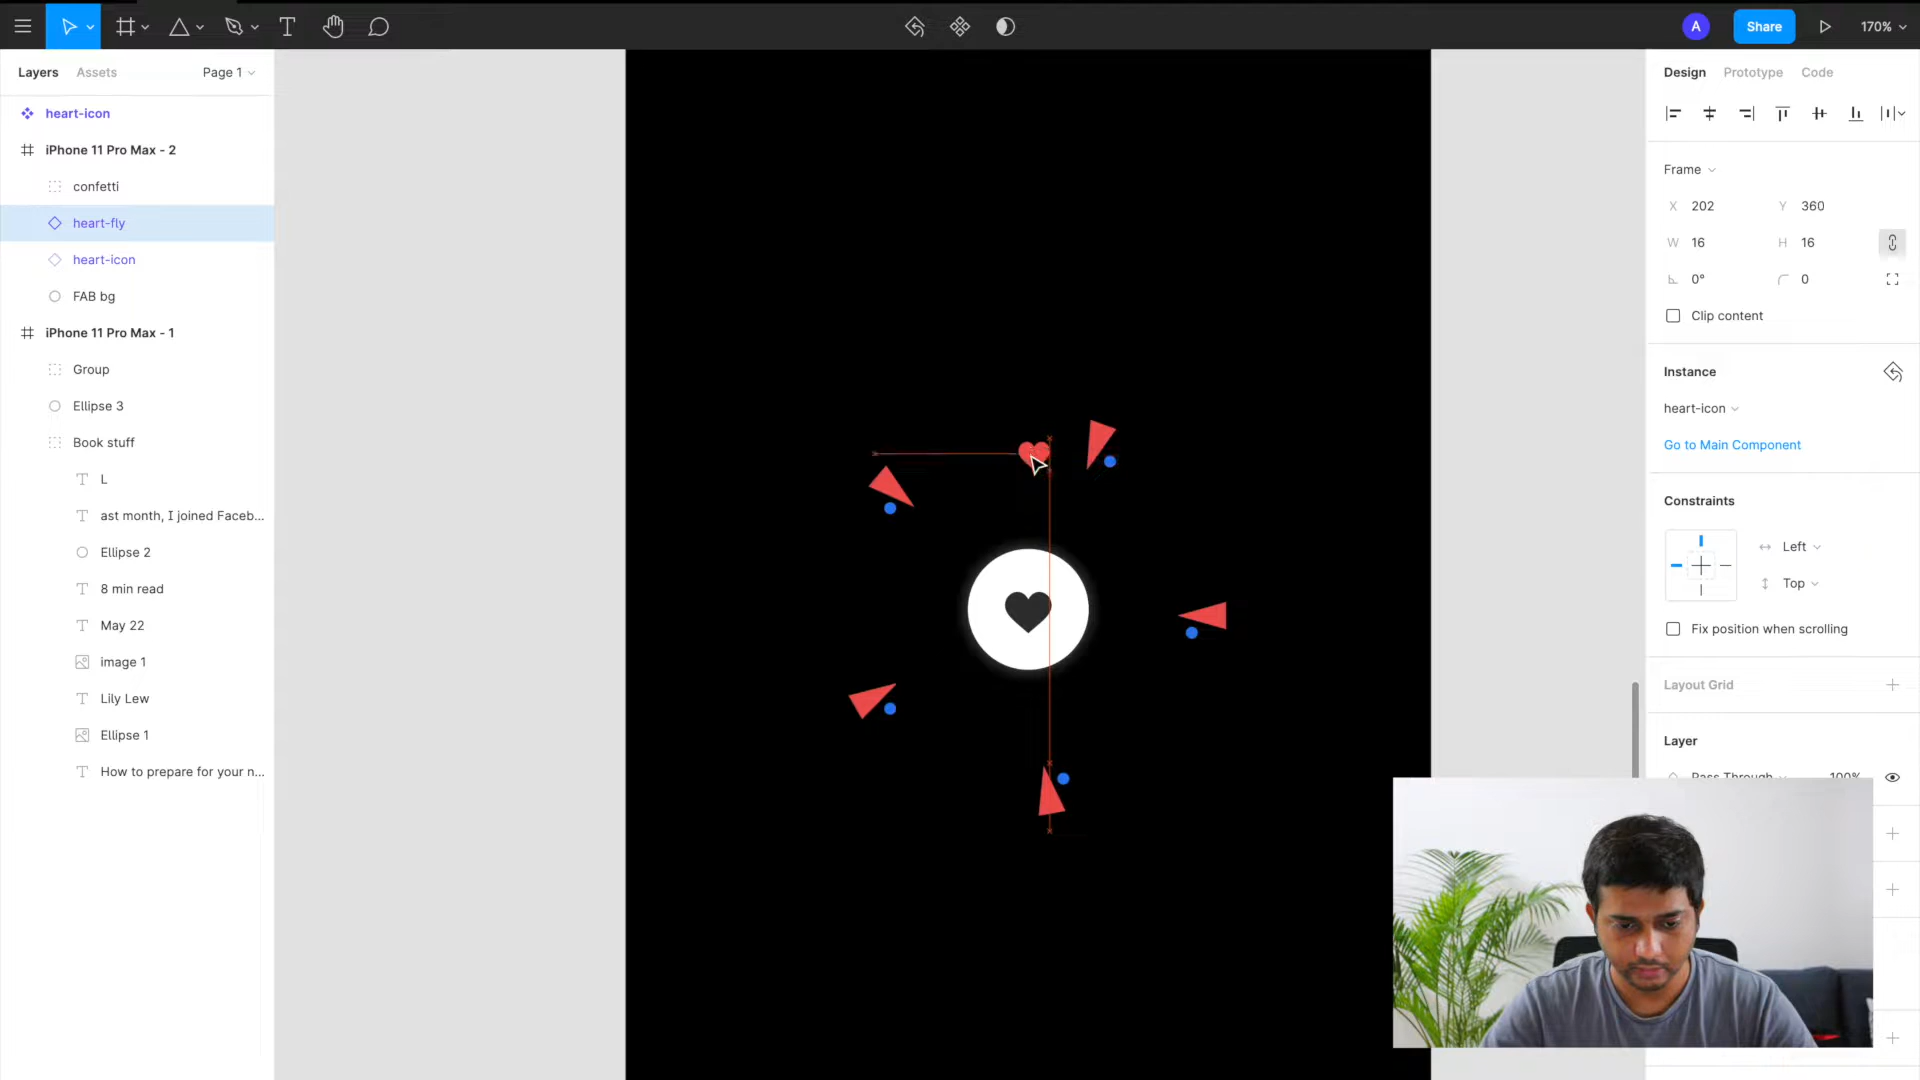 A
Share
170%
Layers
Assets
Page 1
Design
Prototype
Code
heart-icon
iPhone 11 Pro Max - 2
confetti
heart-fly
heart-icon
FAB bg
iPhone 11 Pro Max - 1
Group
Ellipse 3
Book stuff
L
ast month, I joined Faceb...
Ellipse 2
8 min read
May 22
image 1
Lily Lew
Ellipse 1
How to prepare for your n...
Frame
X 202
Y 360
W 16
H 16
0°
0
Clip content
Instance
heart-icon
Go to Main Component
Constraints
Left
Top
Fix position when scrolling
Layout Grid
Layer
Pass Through
100%